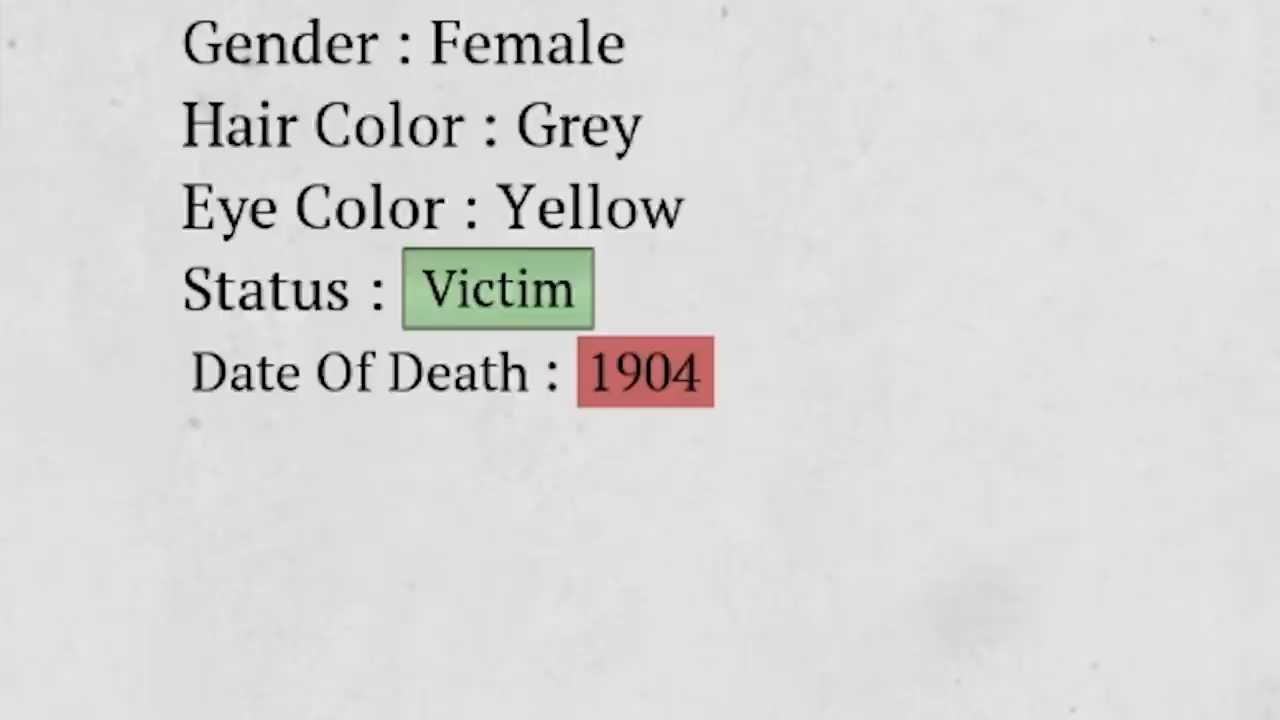 Gender : Female
Hair Color : Grey
Eye Color : Yellow
Status : Victim
Date Of Death : 1904